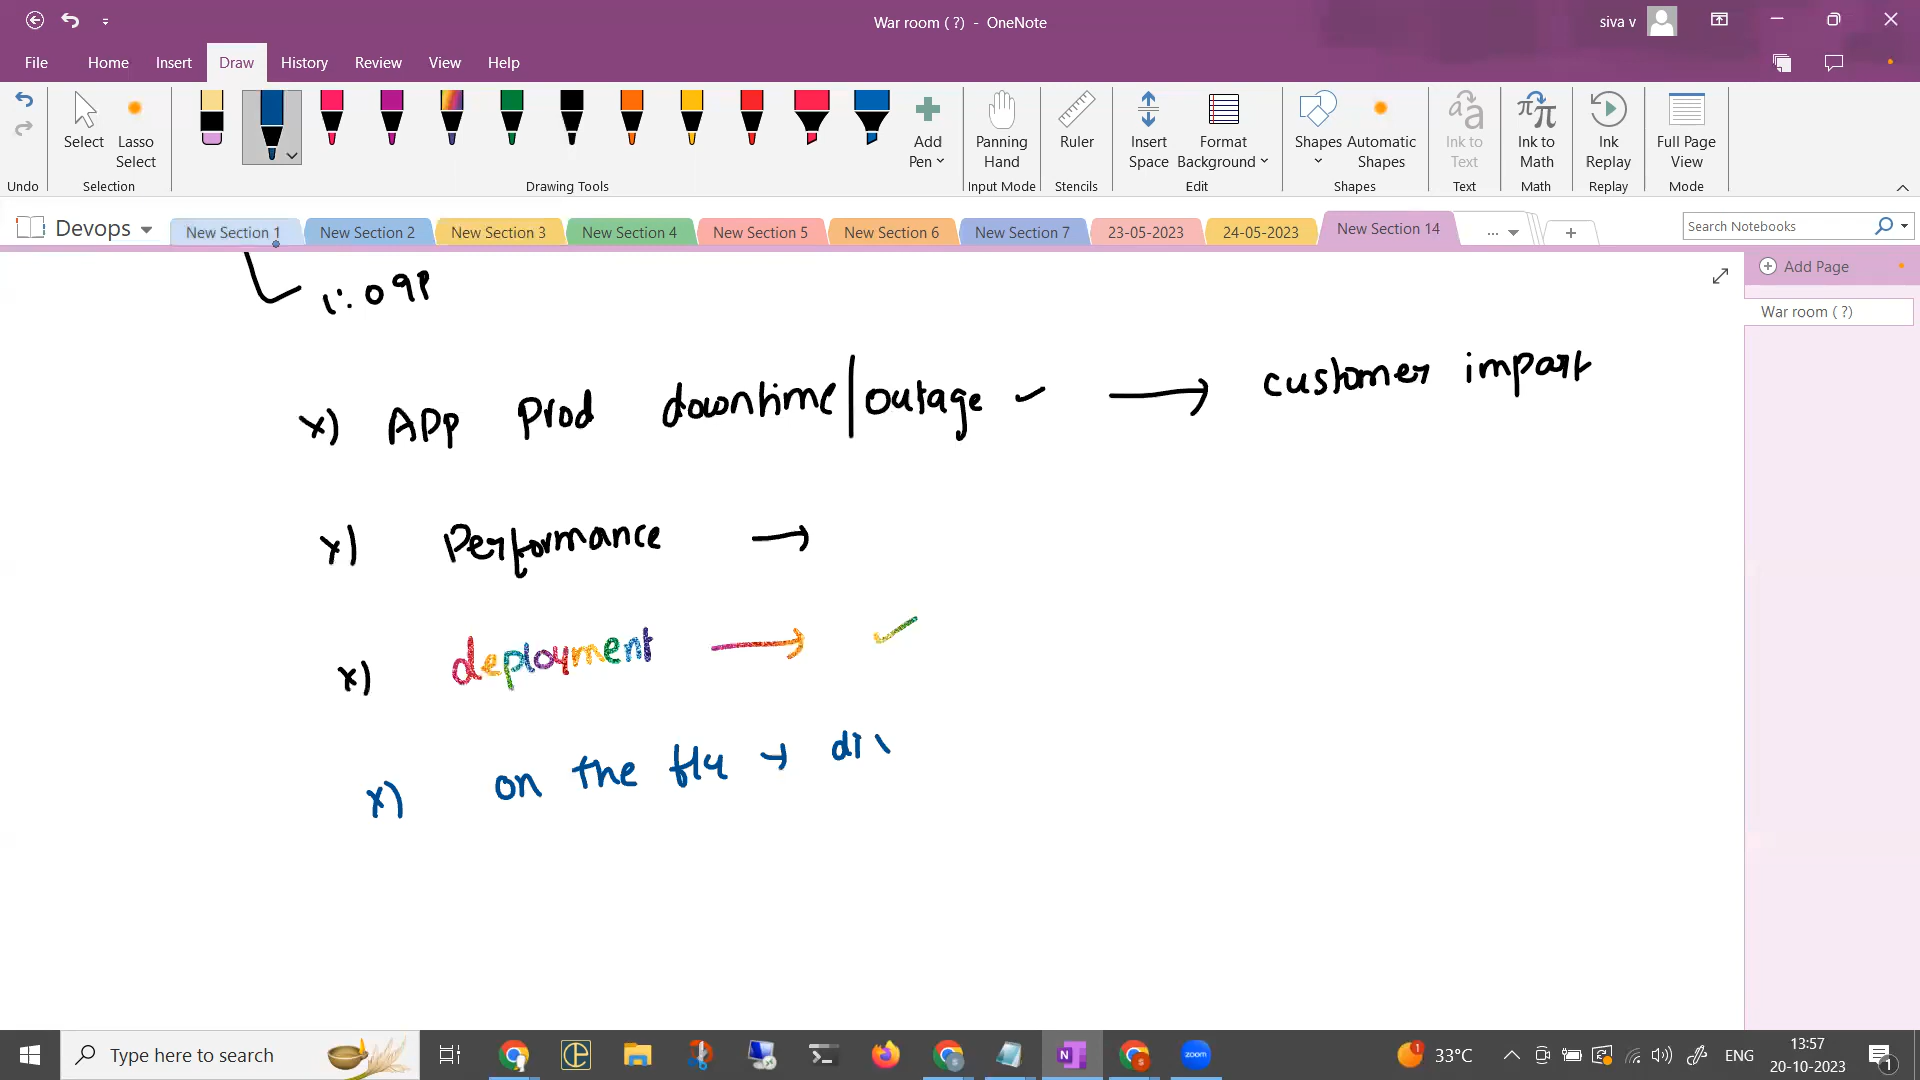 War room ( ?) - OneNote
siva v
File Home Insert Draw History Review View Help
Select
Lasso Select
Add Pen
Panning Hand
Ruler
Insert Space
Format Background
Shapes
Automatic Shapes
Ink to Text
Ink to Math
Ink Replay
Full Page View
Undo Selection Drawing Tools Input Mode Stencils Edit Shapes Text Math Replay Mode
Devops New Section 1 New Section 2 New Section 3 New Section 4 New Section 5 New Section 6 New Section 7 23-05-2023 24-05-2023 New Section 14 ... + Search Notebooks
Add Page
War room ( ?)
x) APP Prod downtime|outage ✓ → customer impart
x) Performance →
x) deployment → ✓
x) on the fly → di
Type here to search
zoom
33°C
ENG
13:57
20-10-2023
1